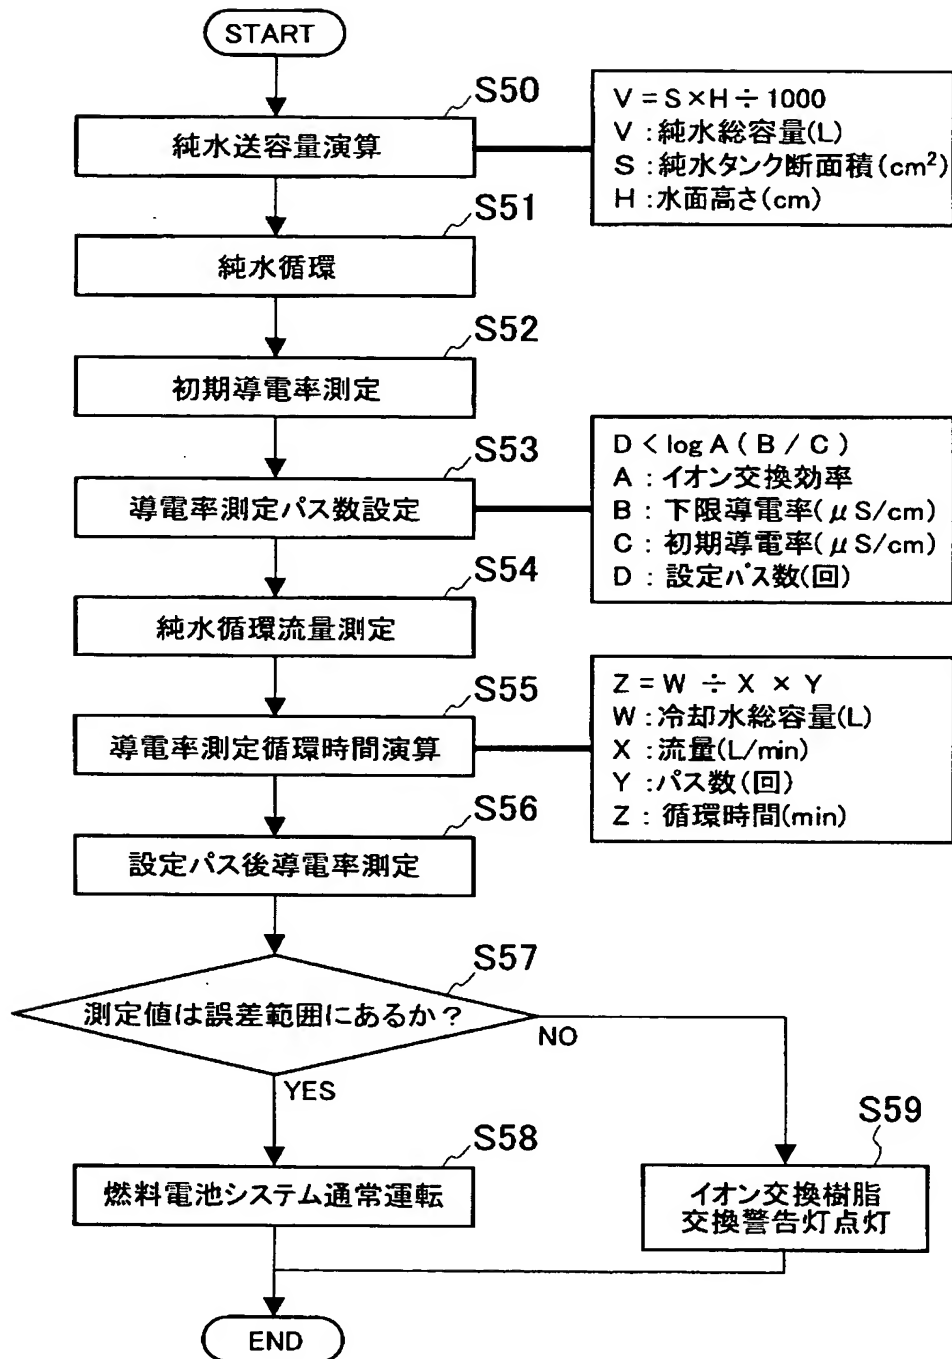 START
S50
純水送容量演算
V = S×H÷1000
V : 純水総容量(L)
S : 純水タンク断面積(cm²)
H : 水面高さ(cm)
S51
純水循環
S52
初期導電率測定
S53
導電率測定パス数設定
D < log A ( B / C )
A : イオン交換効率
B : 下限導電率( μ S/cm)
C : 初期導電率( μ S/cm)
D : 設定パス数(回)
S54
純水循環流量測定
S55
導電率測定循環時間演算
Z = W ÷ X × Y
W : 冷却水総容量(L)
X : 流量(L/min)
Y : パス数(回)
Z : 循環時間(min)
S56
設定パス後導電率測定
S57
測定値は誤差範囲にあるか？
NO
YES
S58
燃料電池システム通常運転
S59
イオン交換樹脂
交換警告灯点灯
END